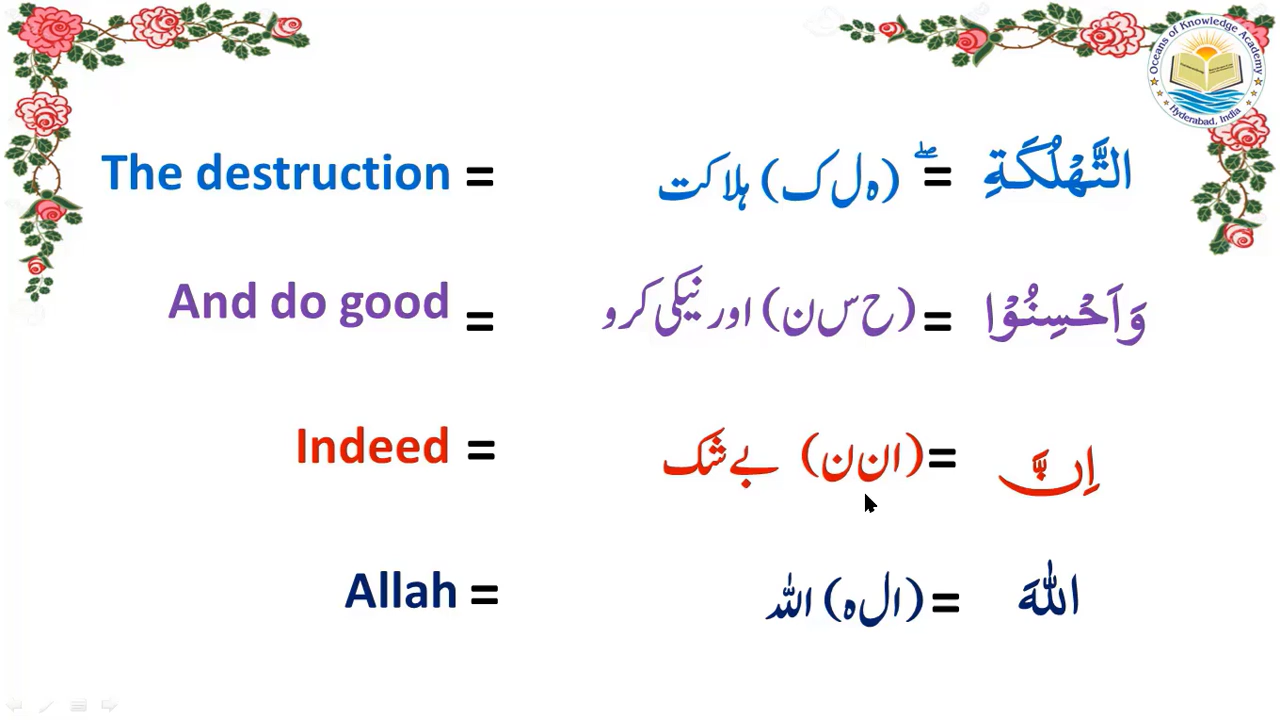 Oceans of Knowledge Academy
Hyderabad, India
التَّهْلُكَةِ ۛۖ = (ہ ل ک) ہلاکت = The destruction
وَاَحْسِنُوْا = (ح س ن) اور نیکی کرو = And do good
اِنَّ = (ا ن ن) بے شک = Indeed
اللّٰهَ = (ا ل ہ) اللہ = Allah